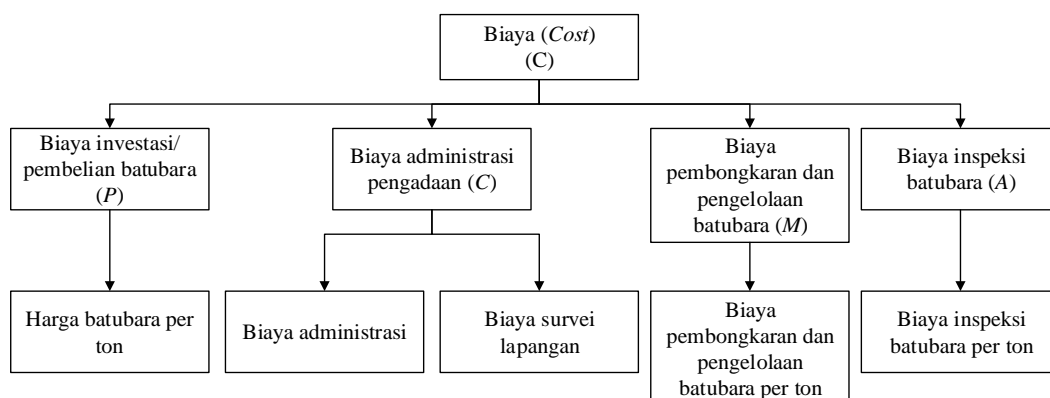 Biaya (Cost)
(C)
Biaya investasi/
pembelian batubara
(P)
Biaya administrasi
pengadaan (C)
Biaya
pembongkaran dan
pengelolaan
batubara (M)
Biaya inspeksi
batubara (A)
Harga batubara per
ton
Biaya administrasi
Biaya survei
lapangan
Biaya
pembongkaran dan
pengelolaan
batubara per ton
Biaya inspeksi
batubara per ton